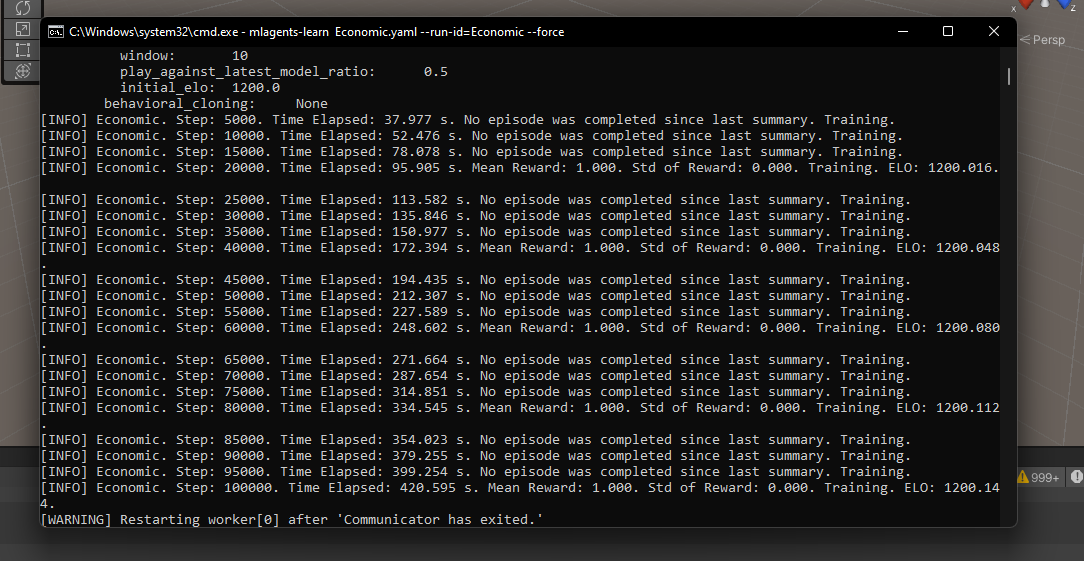 C:\Windows\system32\cmd.exe - mlagents-learn  Economic.yaml --run-id=Economic --force
x
z
Persp
window:       10
play_against_latest_model_ratio:      0.5
initial_elo:  1200.0
behavioral_cloning:     None
[INFO] Economic. Step: 5000. Time Elapsed: 37.977 s. No episode was completed since last summary. Training.
[INFO] Economic. Step: 10000. Time Elapsed: 52.476 s. No episode was completed since last summary. Training.
[INFO] Economic. Step: 15000. Time Elapsed: 78.078 s. No episode was completed since last summary. Training.
[INFO] Economic. Step: 20000. Time Elapsed: 95.905 s. Mean Reward: 1.000. Std of Reward: 0.000. Training. ELO: 1200.016.
[INFO] Economic. Step: 25000. Time Elapsed: 113.582 s. No episode was completed since last summary. Training.
[INFO] Economic. Step: 30000. Time Elapsed: 135.846 s. No episode was completed since last summary. Training.
[INFO] Economic. Step: 35000. Time Elapsed: 150.977 s. No episode was completed since last summary. Training.
[INFO] Economic. Step: 40000. Time Elapsed: 172.394 s. Mean Reward: 1.000. Std of Reward: 0.000. Training. ELO: 1200.048
.
[INFO] Economic. Step: 45000. Time Elapsed: 194.435 s. No episode was completed since last summary. Training.
[INFO] Economic. Step: 50000. Time Elapsed: 212.307 s. No episode was completed since last summary. Training.
[INFO] Economic. Step: 55000. Time Elapsed: 227.589 s. No episode was completed since last summary. Training.
[INFO] Economic. Step: 60000. Time Elapsed: 248.602 s. Mean Reward: 1.000. Std of Reward: 0.000. Training. ELO: 1200.080
.
[INFO] Economic. Step: 65000. Time Elapsed: 271.664 s. No episode was completed since last summary. Training.
[INFO] Economic. Step: 70000. Time Elapsed: 287.654 s. No episode was completed since last summary. Training.
[INFO] Economic. Step: 75000. Time Elapsed: 314.851 s. No episode was completed since last summary. Training.
[INFO] Economic. Step: 80000. Time Elapsed: 334.545 s. Mean Reward: 1.000. Std of Reward: 0.000. Training. ELO: 1200.112
.
[INFO] Economic. Step: 85000. Time Elapsed: 354.023 s. No episode was completed since last summary. Training.
[INFO] Economic. Step: 90000. Time Elapsed: 379.255 s. No episode was completed since last summary. Training.
[INFO] Economic. Step: 95000. Time Elapsed: 399.254 s. No episode was completed since last summary. Training.
[INFO] Economic. Step: 100000. Time Elapsed: 420.595 s. Mean Reward: 1.000. Std of Reward: 0.000. Training. ELO: 1200.14
4.
[WARNING] Restarting worker[0] after 'Communicator has exited.'
999+